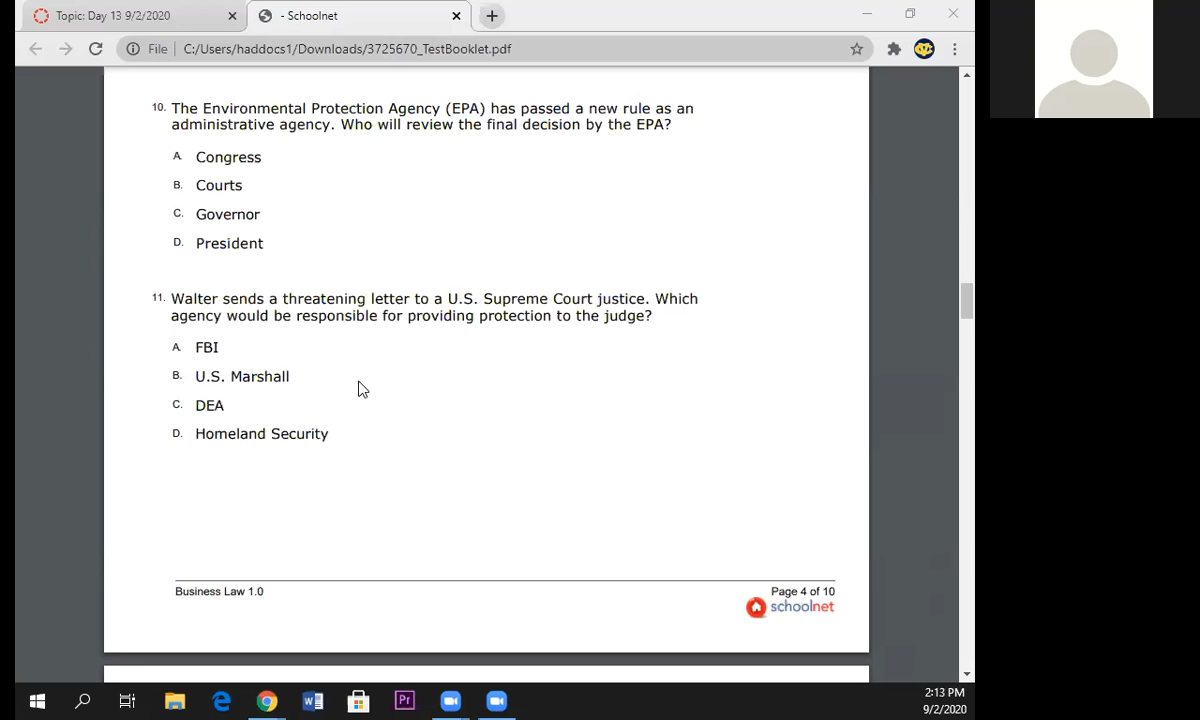 Topic: Day 13 9/2/2020
- Schoolnet
File
C:/Users/haddocs1/Downloads/3725670_TestBooklet.pdf
10. The Environmental Protection Agency (EPA) has passed a new rule as an
administrative agency. Who will review the final decision by the EPA?
A. Congress
B. Courts
C. Governor
D. President
11. Walter sends a threatening letter to a U.S. Supreme Court justice. Which
agency would be responsible for providing protection to the judge?
A. FBI
B. U.S. Marshall
C. DEA
D. Homeland Security
Business Law 1.0
Page 4 of 10
schoolnet
Pr
2:13 PM
9/2/2020